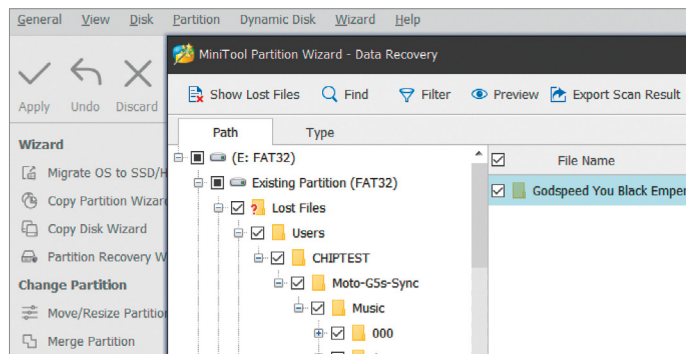 General View Disk Partition Dynamic Disk Wizard Help
MiniTool Partition Wizard - Data Recovery
Apply Undo Discard
Show Lost Files Find Filter Preview Export Scan Result
Path Type
Wizard
Migrate OS to SSD/H
Copy Partition Wizar
Copy Disk Wizard
Partition Recovery W
Change Partition
Move/Resize Partition
Merge Partition
(E: FAT32)
Existing Partition (FAT32)
Lost Files
Users
CHIPTEST
Moto-G5s-Sync
Music
000
File Name
Godspeed You Black Emper